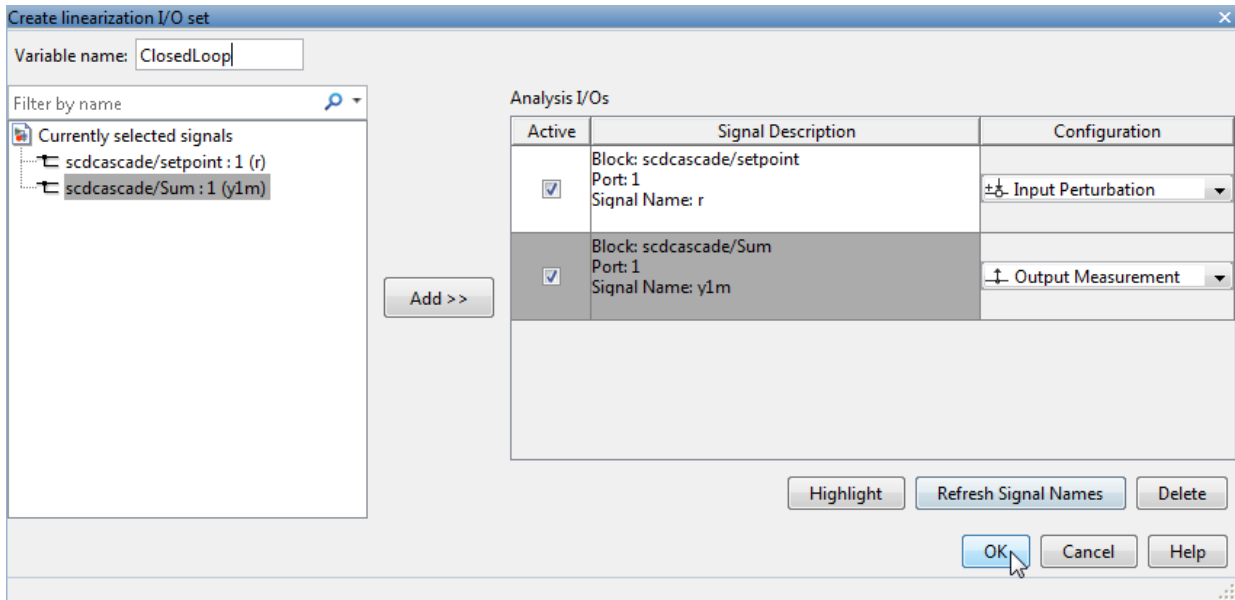 Create linearization I/O set
Variable name: ClosedLoop
Filter by name
Currently selected signals
scdcascade/setpoint : 1 (r)
scdcascade/Sum : 1 (y1m)
Add >>
Analysis I/Os
Active Signal Description Configuration
Block: scdcascade/setpoint
Port: 1
Signal Name: r
Input Perturbation
Block: scdcascade/Sum
Port: 1
Signal Name: y1m
Output Measurement
Highlight Refresh Signal Names Delete
OK Cancel Help